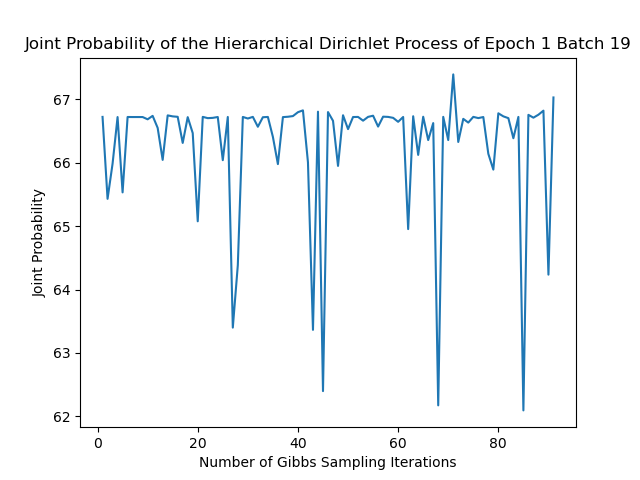 Joint Probability of the Hierarchical Dirichlet Process of Epoch 1 Batch 19
67
66
65
64
63
62
Joint Probability
0 20 40 60 80
Number of Gibbs Sampling Iterations